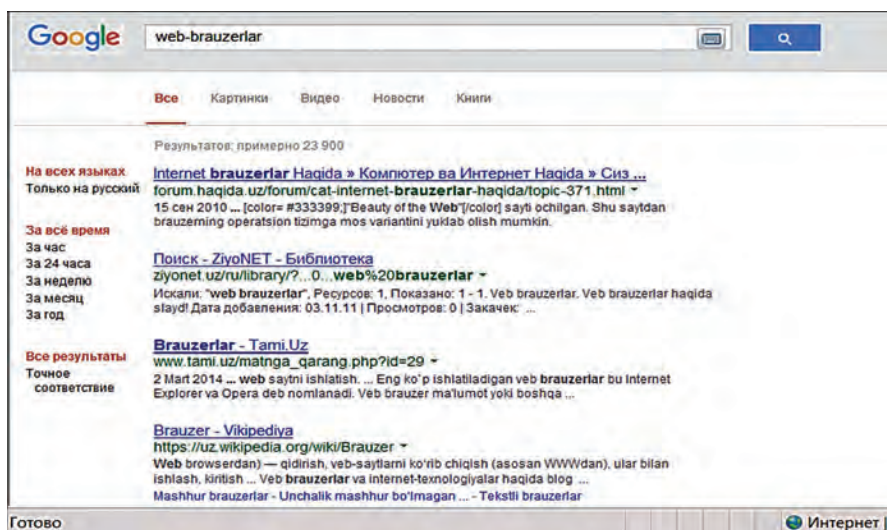 Google
web-brauzerlar
Все Картинки Видео Новости Книги
Результатов: примерно 23 900
На всех языках
Только на русский
За всё время
За час
За 24 часа
За неделю
За месяц
За год
Все результаты
Точное
соответствие
Internet brauzerlar Haqida » Компютер ва Интернет Haqida » Сиз ...
forum.haqida.uz/forum/cat-internet-brauzerlar-haqida/topic-371.html
15 сен 2010 ... [color= #333399;]"Beauty of the Web"[/color] sayti ochilgan. Shu saytdan
brauzerning operatsion tizimga mos variantini yuklab olish mumkin.
Поиск - ZiyoNET - Библиотека
ziyonet.uz/ru/library/?...0...web%20brauzerlar
Искали: "web brauzerlar", Ресурсов: 1, Показано: 1 - 1. Veb brauzerlar. Veb brauzerlar haqida
slayd! Дата добавления: 03.11.11 | Просмотров: 0 | Закачек: ...
Brauzerlar - Tami.Uz
www.tami.uz/matnga_qarang.php?id=29
2 Mart 2014 ... web saytni ishlatish. ... Eng ko`p ishlatiladigan veb brauzerlar bu Internet
Explorer va Opera deb nomlanadi. Veb brauzer ma'lumot yoki boshqa ...
Brauzer - Vikipediya
https://uz.wikipedia.org/wiki/Brauzer
Web browserdan) — qidirish, veb-saytlarni ko'rib chiqish (asosan WWWdan), ular bilan
ishlash, kiritish ... Veb brauzerlar va internet-texnologiyalar haqida blog ...
Mashhur brauzerlar - Unchalik mashhur bo'lmagan ... - Tekstli brauzerlar
Готово Интернет